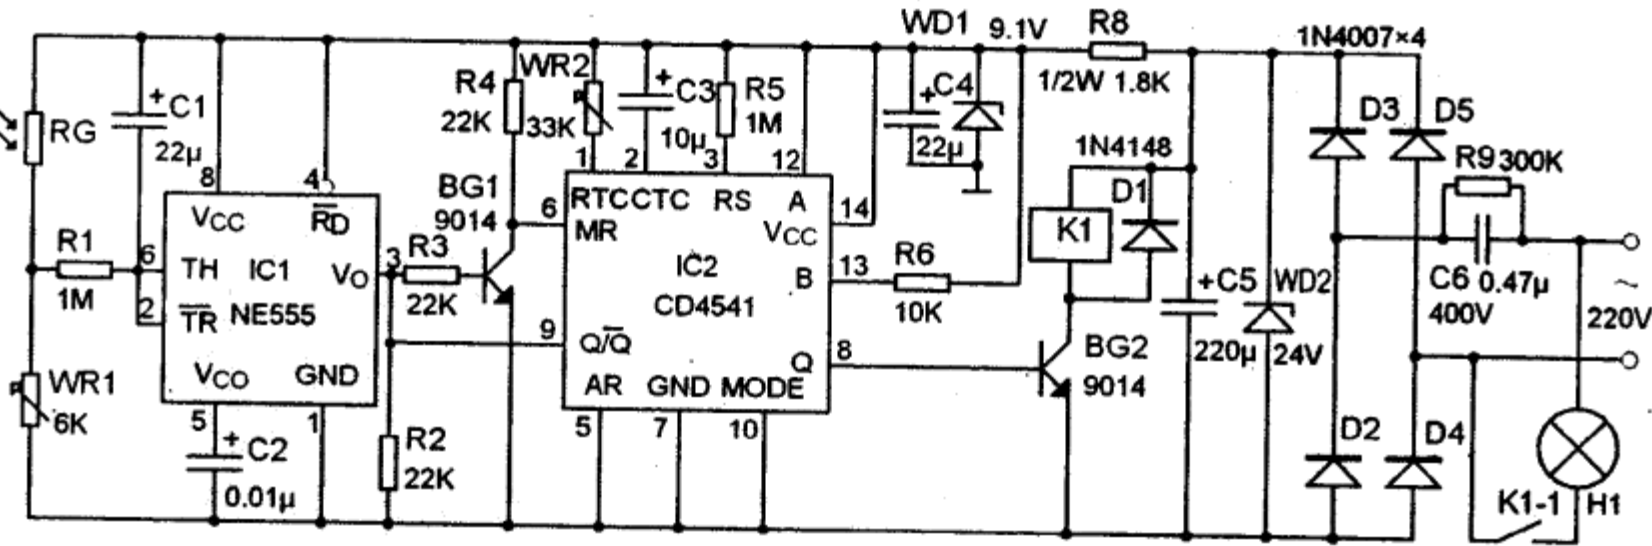 WD1 9.1V R8 1N4007×4
1/2W 1.8K
RG
+ C1
22μ
R4
22K
WR2
33K
+ C3
10μ
R5
1M
+ C4
22μ
D3 D5
R9 300K
1N4148
D1
K1
8 4
VCC RD
R1
1M
6
2
TH IC1 VO
TR NE555
VCO GND
5 1
3
R3
22K
BG1
9014
6
9
1 2 3 12
RTC CTC RS A
MR VCC
14
IC2
CD4541
B
13
R6
10K
Q/Q
Q
8
AR GND MODE
5 7 10
BG2
9014
+ C5
220μ
WD2
24V
C6 0.47μ
400V
~
220V
WR1
6K
+ C2
0.01μ
R2
22K
D2 D4
K1-1 H1